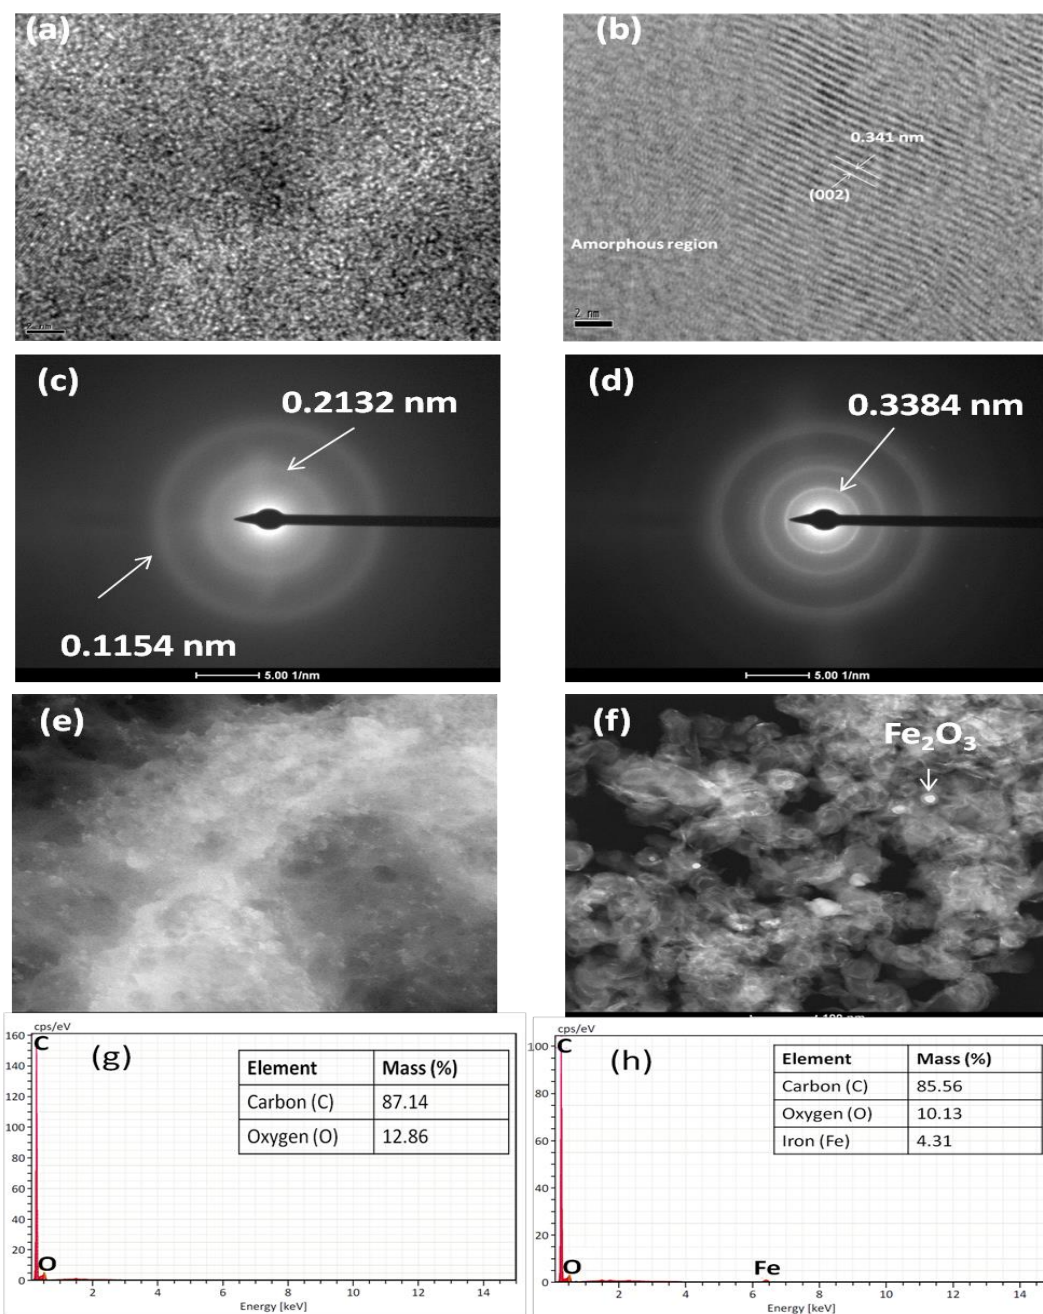 (a)
2 nm
(b)
0.341 nm
(002)
Amorphous region
2 nm
(c)
0.2132 nm
0.1154 nm
5.00 1/nm
(d)
0.3384 nm
5.00 1/nm
(e)
(f)
Fe₂O₃
cps/eV
(g)
160
140
120
100
80
60
40
20
0
C
O
Element Mass (%)
Carbon (C) 87.14
Oxygen (O) 12.86
2 4 6 8 10 12 14
Energy [keV]
cps/eV
(h)
100
80
60
40
20
0
C
O
Fe
Element Mass (%)
Carbon (C) 85.56
Oxygen (O) 10.13
Iron (Fe) 4.31
2 4 6 8 10 12 14
Energy [keV]